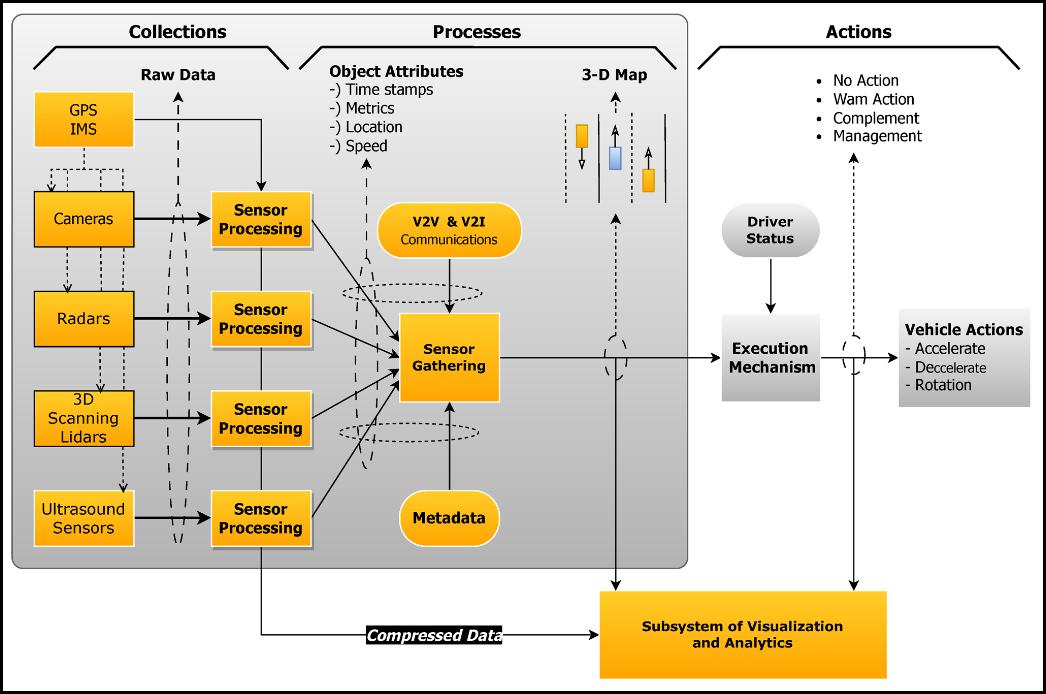 Collections
Processes
Actions
Raw Data
Object Attributes
-) Time stamps
-) Metrics
-) Location
-) Speed
3-D Map
• No Action
• Wam Action
• Complement
• Management
GPS
IMS
Cameras
Sensor
Processing
V2V & V2I
Communications
Driver
Status
Radars
Sensor
Processing
Sensor
Gathering
Execution
Mechanism
Vehicle Actions
- Accelerate
- Deccelerate
- Rotation
3D
Scanning
Lidars
Sensor
Processing
Ultrasound
Sensors
Sensor
Processing
Metadata
Compressed Data
Subsystem of Visualization
and Analytics